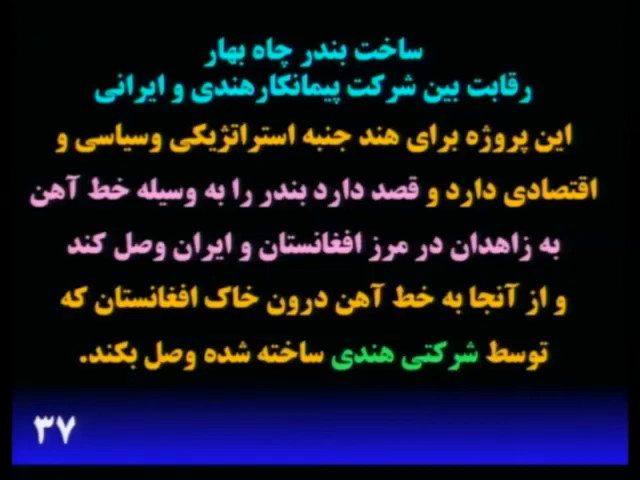 ساخت بندر چاه بهار
رقابت بین شرکت پیمانکارهندی و ایرانی
این پروژه برای هند جنبه استراتژیکی وسیاسی و
اقتصادی دارد و قصد دارد بندر را به وسیله خط آهن
به زاهدان در مرز افغانستان و ایران وصل کند
و از آنجا به خط آهن درون خاک افغانستان که
توسط شرکتی هندی ساخته شده وصل بکند.
۳۷